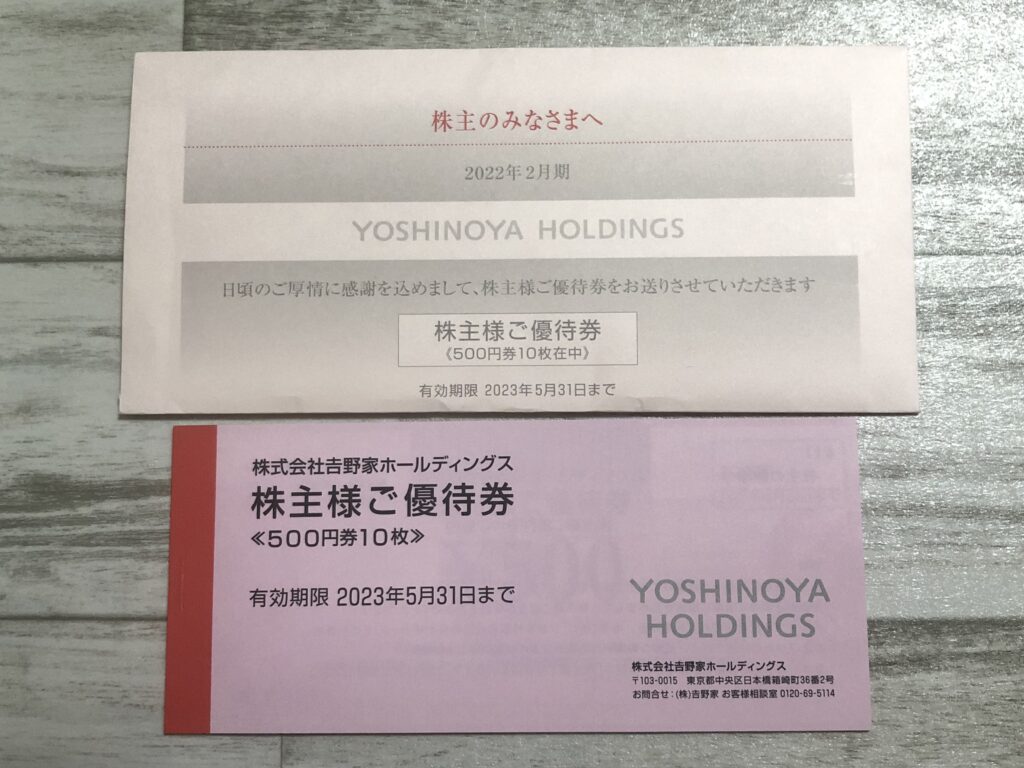 株主のみなさまへ
2022年2月期
YOSHINOYA HOLDINGS
日頃のご厚情に感謝を込めまして、株主様ご優待券をお送りさせていただきます
株主様ご優待券
《500円券10枚在中》
有効期限 2023年5月31日まで
株式会社𠮷野家ホールディングス
株主様ご優待券
≪500円券10枚≫
有効期限 2023年5月31日まで
YOSHINOYA
HOLDINGS
株式会社𠮷野家ホールディングス
〒103-0015 東京都中央区日本橋箱崎町36番2号
お問合せ：(株)𠮷野家 お客様相談室 0120-69-5114